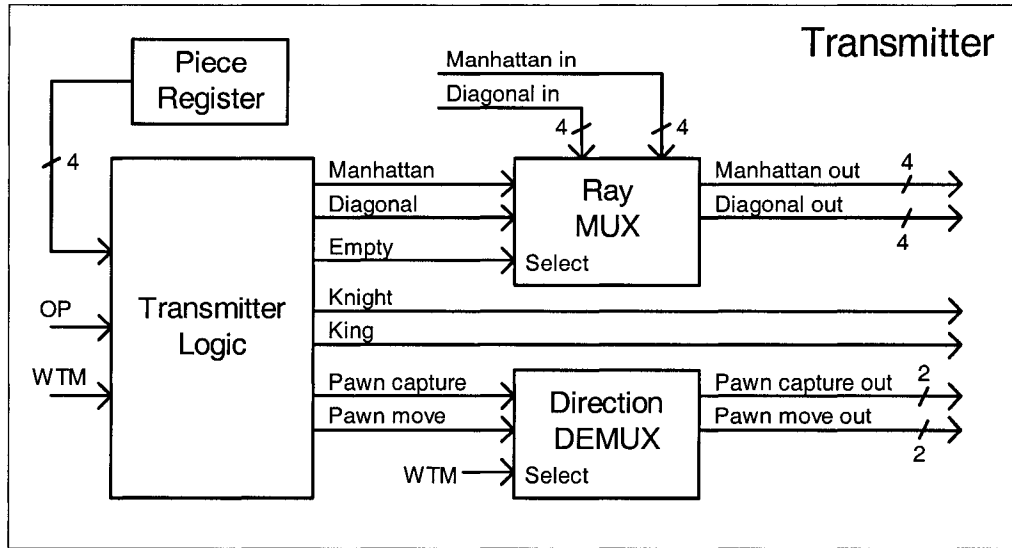 Transmitter
Piece
Register
4
Manhattan in
Diagonal in
4
4
Transmitter
Logic
OP
WTM
Manhattan
Diagonal
Empty
Ray
MUX
Select
Manhattan out
4
Diagonal out
4
Knight
King
Pawn capture
Pawn move
WTM
Direction
DEMUX
Select
Pawn capture out
2
Pawn move out
2